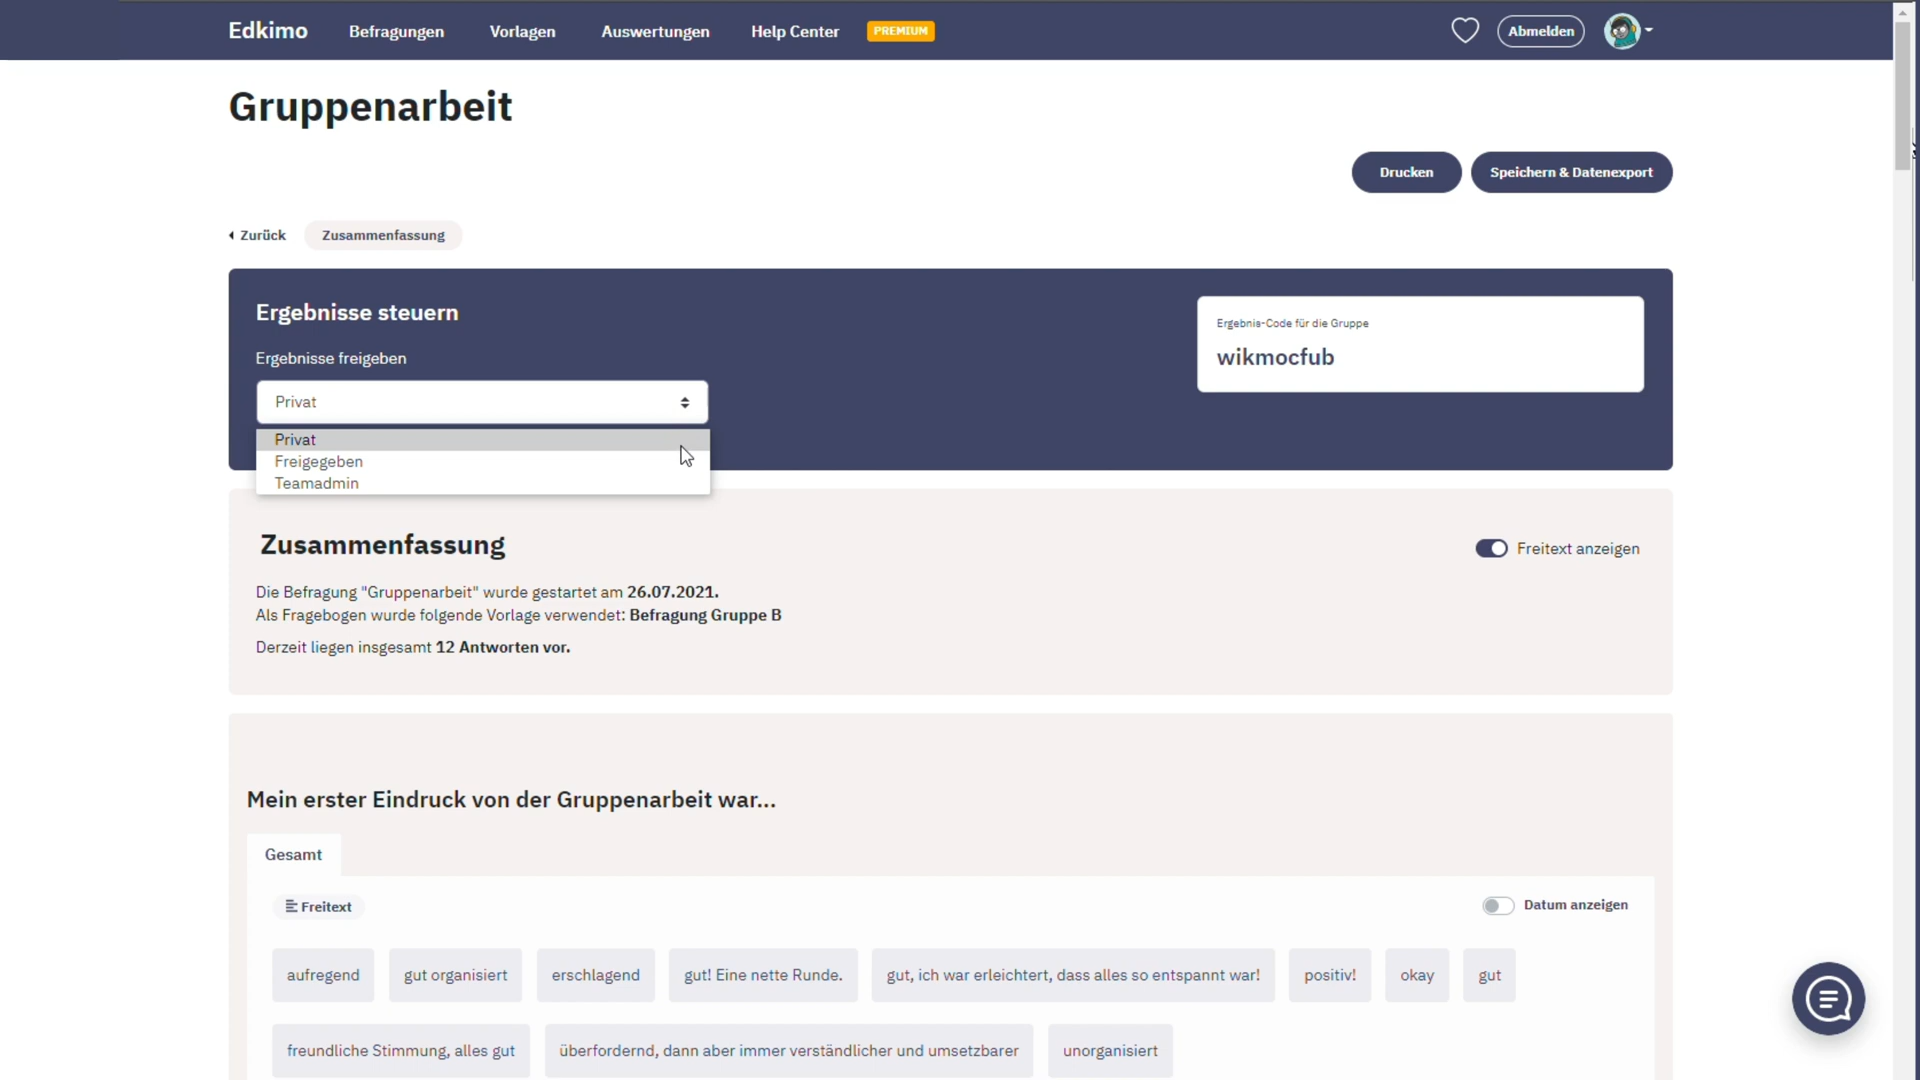 Edkimo
Befragungen
Vorlagen
Auswertungen
Help Center
PREMIUM
Abmelden
Gruppenarbeit
Drucken
Speichern & Datenexport
Zurück
Zusammenfassung
Ergebnisse steuern
Ergebnisse freigeben
Privat
Privat
Freigegeben
Teamadmin
Ergebnis-Code für die Gruppe
wikmocfub
Zusammenfassung
Freitext anzeigen
Die Befragung "Gruppenarbeit" wurde gestartet am 26.07.2021.
Als Fragebogen wurde folgende Vorlage verwendet: Befragung Gruppe B
Derzeit liegen insgesamt 12 Antworten vor.
Mein erster Eindruck von der Gruppenarbeit war...
Gesamt
Freitext
Datum anzeigen
aufregend
gut organisiert
erschlagend
gut! Eine nette Runde.
gut, ich war erleichtert, dass alles so entspannt war!
positiv!
okay
gut
freundliche Stimmung, alles gut
überfordernd, dann aber immer verständlicher und umsetzbarer
unorganisiert